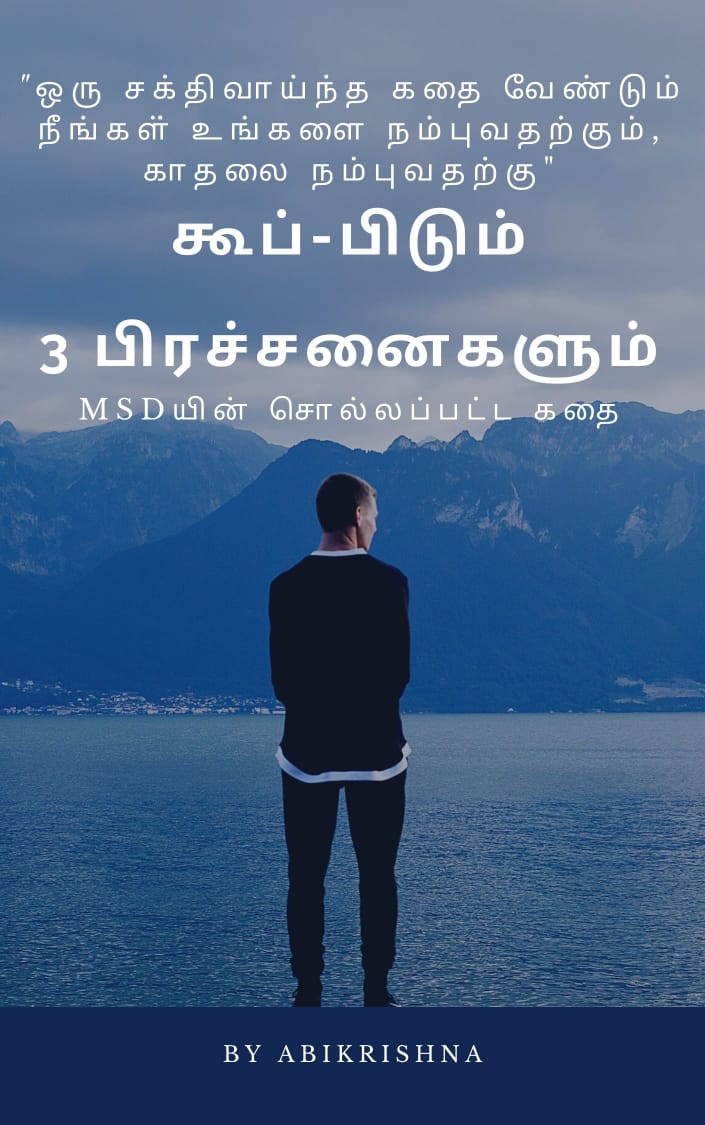 "ஒரு சக்திவாய்ந்த கதை வேண்டும்
நீங்கள் உங்களை நம்புவதற்கும்,
காதலை நம்புவதற்கு"
கூப்-பிடும்
3 பிரச்சனைகளும்
MSDயின் சொல்லப்பட்ட கதை
BY ABIKRISHNA